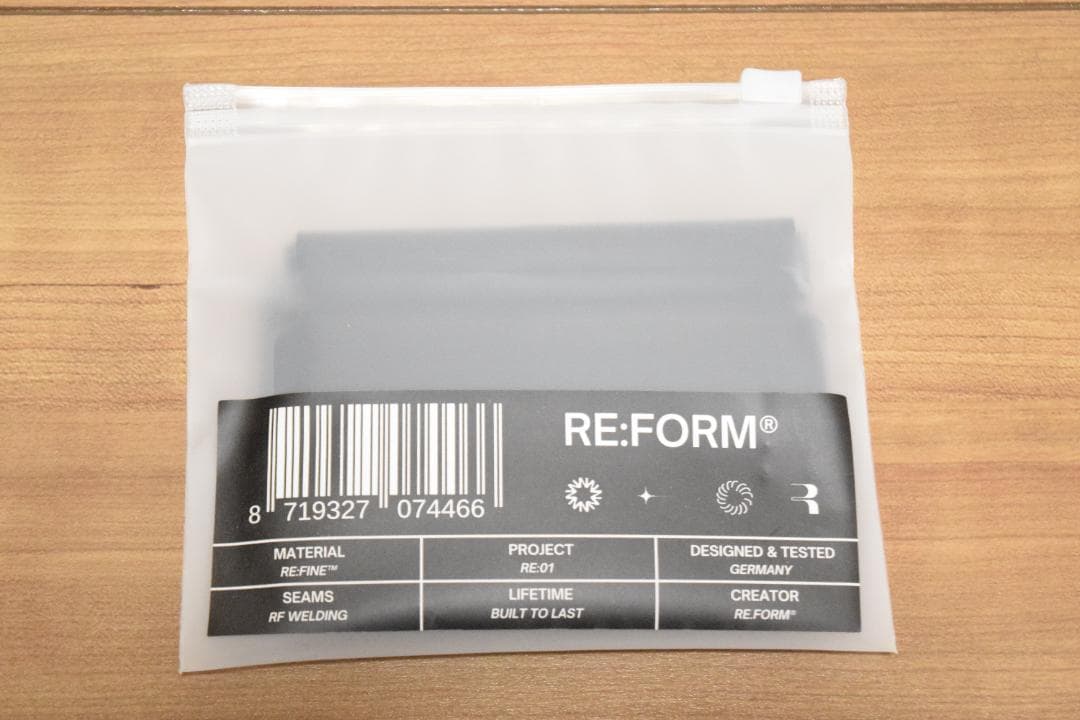 RE:FORM®
8 719327 074466
MATERIAL
RE:FINE™
PROJECT
RE:01
DESIGNED & TESTED
GERMANY
SEAMS
RF WELDING
LIFETIME
BUILT TO LAST
CREATOR
RE.FORM®